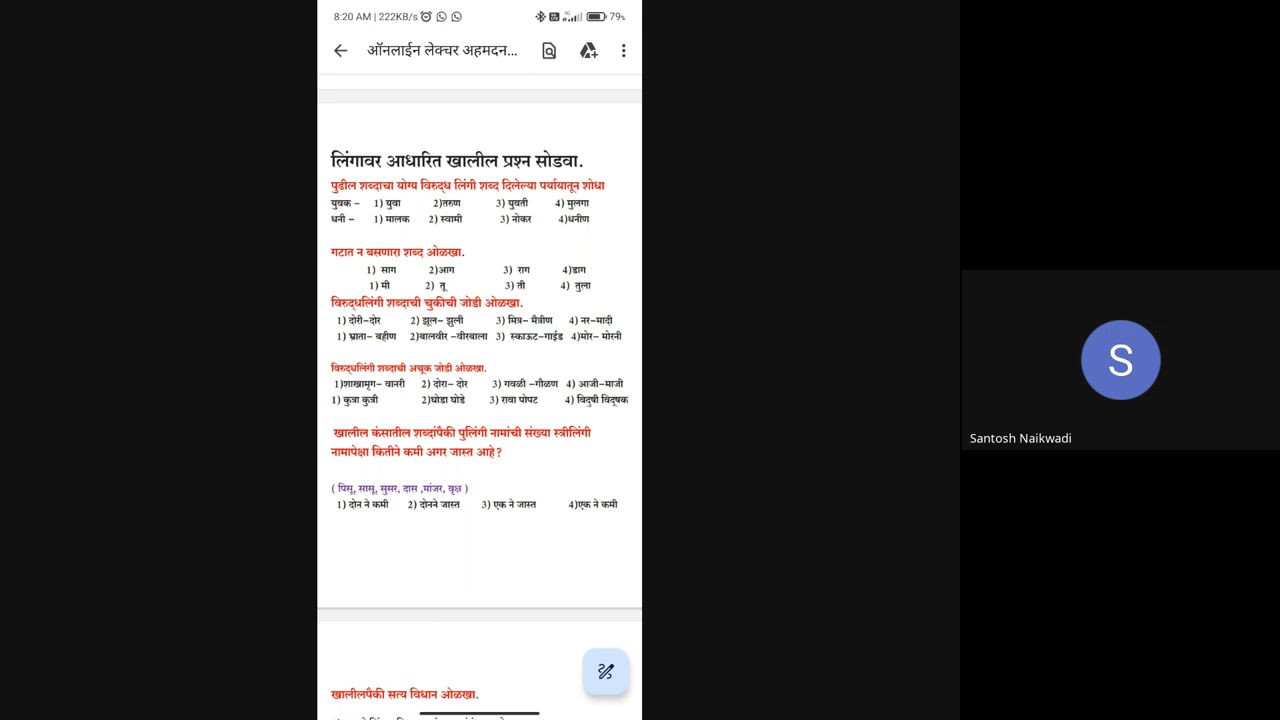 8:20 AM | 222KB/s 4G 79%
ऑनलाईन लेक्चर अहमदन...
लिंगावर आधारित खालील प्रश्न सोडवा.
पुढील शब्दाचा योग्य विरुद्ध लिंगी शब्द दिलेल्या पर्यायातून शोधा
युवक – 1) युवा 2)तरुण 3) युवती 4) मुलगा
धनी – 1) मालक 2) स्वामी 3) नोकर 4)धनीण
गटात न बसणारा शब्द ओळखा.
1) साग 2)आग 3) राग 4)डाग
1) मी 2) तू 3) ती 4) तुला
विरुद्धलिंगी शब्दाची चुकीची जोडी ओळखा.
1) दोरी–दोर 2) झूल– झुली 3) मित्र– मैत्रीण 4) नर–मादी
1) भ्राता– बहीण 2)बालवीर –वीरबाला 3) स्काऊट–गाईड 4)मोर– मोरनी
विरुद्धलिंगी शब्दाची अचूक जोडी ओळखा.
1)शाखामृग– वानरी 2) दोरा– दोर 3) गवळी –गौळण 4) आजी–माजी
1) कुत्रा कुत्री 2)घोडा घोडे 3) रावा पोपट 4) विदुषी विदूषक
खालील कंसातील शब्दांपैकी पुलिंगी नामांची संख्या स्त्रीलिंगी
नामापेक्षा कितीने कमी अगर जास्त आहे?
( पिसू, सासू, सुसर, दास ,मांजर, वृक्ष )
1) दोन ने कमी 2) दोनने जास्त 3) एक ने जास्त 4)एक ने कमी
खालीलपैकी सत्य विधान ओळखा.
S
Santosh Naikwadi